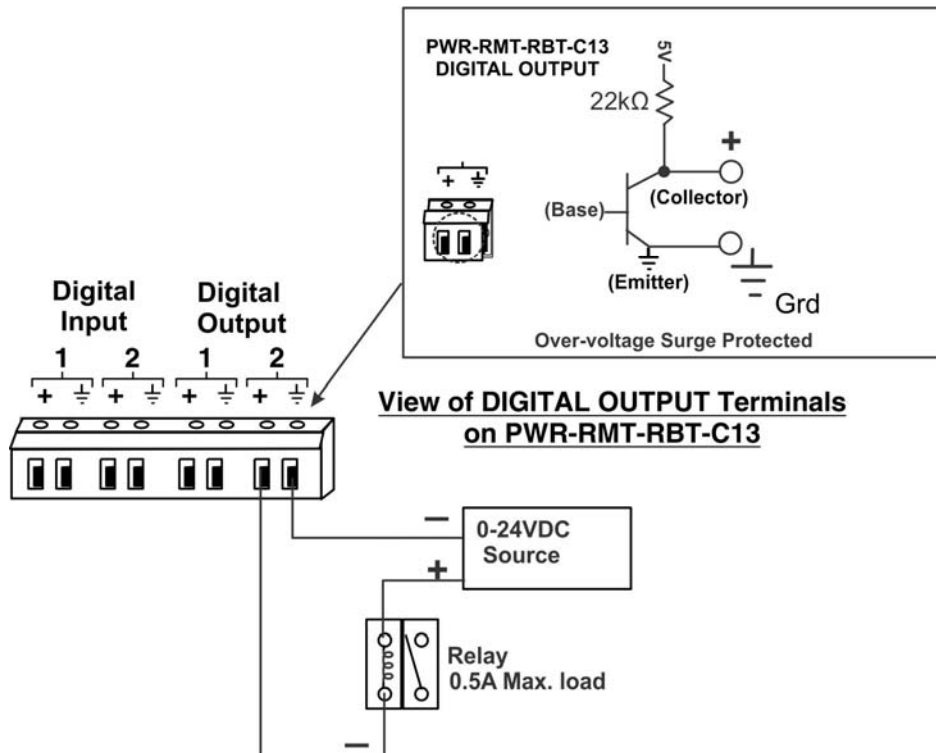 PWR-RMT-RBT-C13
DIGITAL OUTPUT
5V
22kΩ
+
+
(Base)
(Collector)
(Emitter)
Grd
Over-voltage Surge Protected
Digital Input
Digital Output
1 2 1 2
+ + + +
View of DIGITAL OUTPUT Terminals
on PWR-RMT-RBT-C13
–
0-24VDC
Source
+
Relay
0.5A Max. load
–